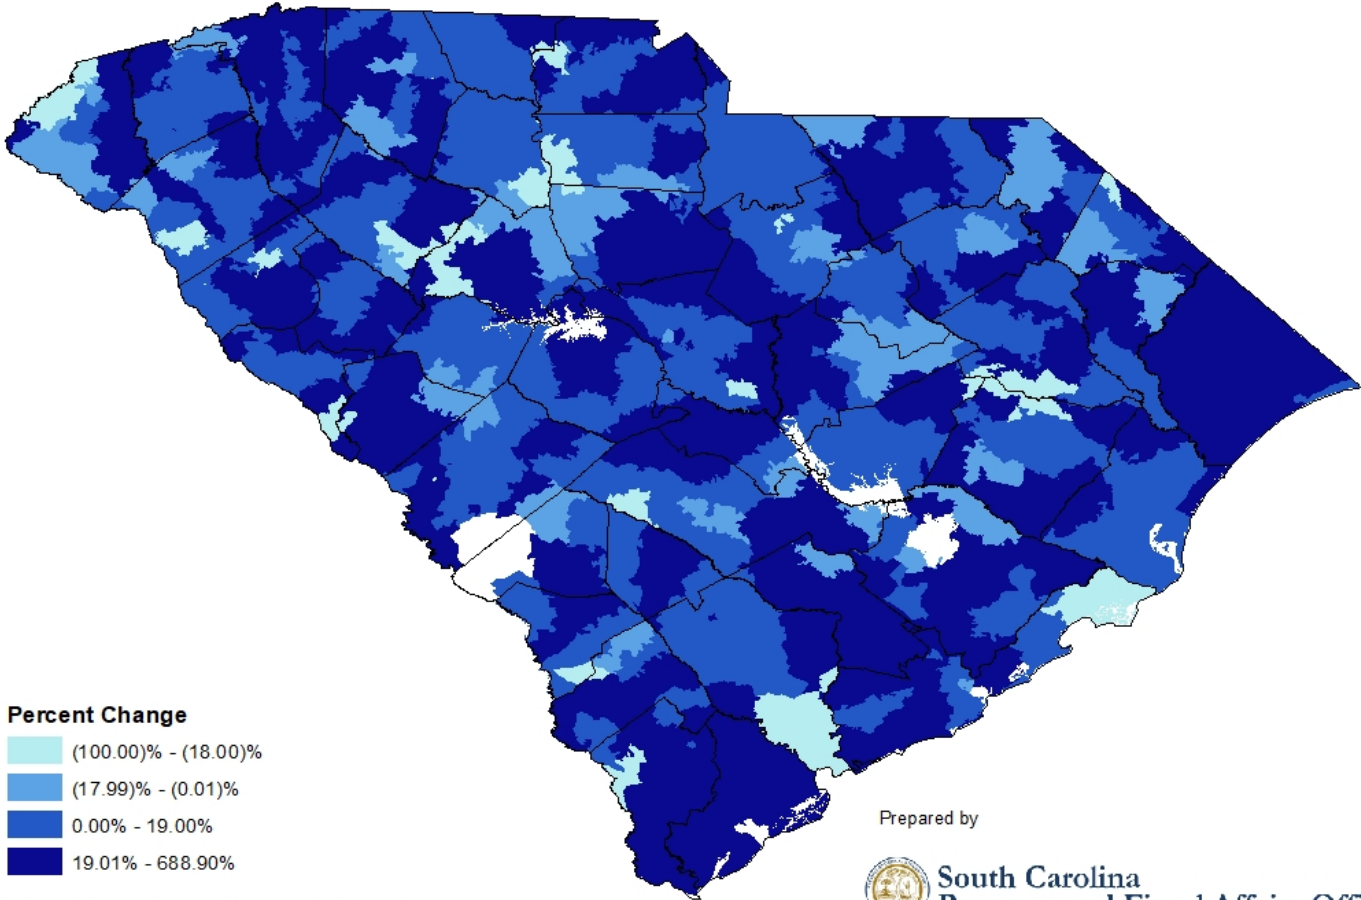 Percent Change
(100.00)% - (18.00)%
(17.99)% - (0.01)%
0.00% - 19.00%
19.01% - 688.90%
Prepared by
South Carolina